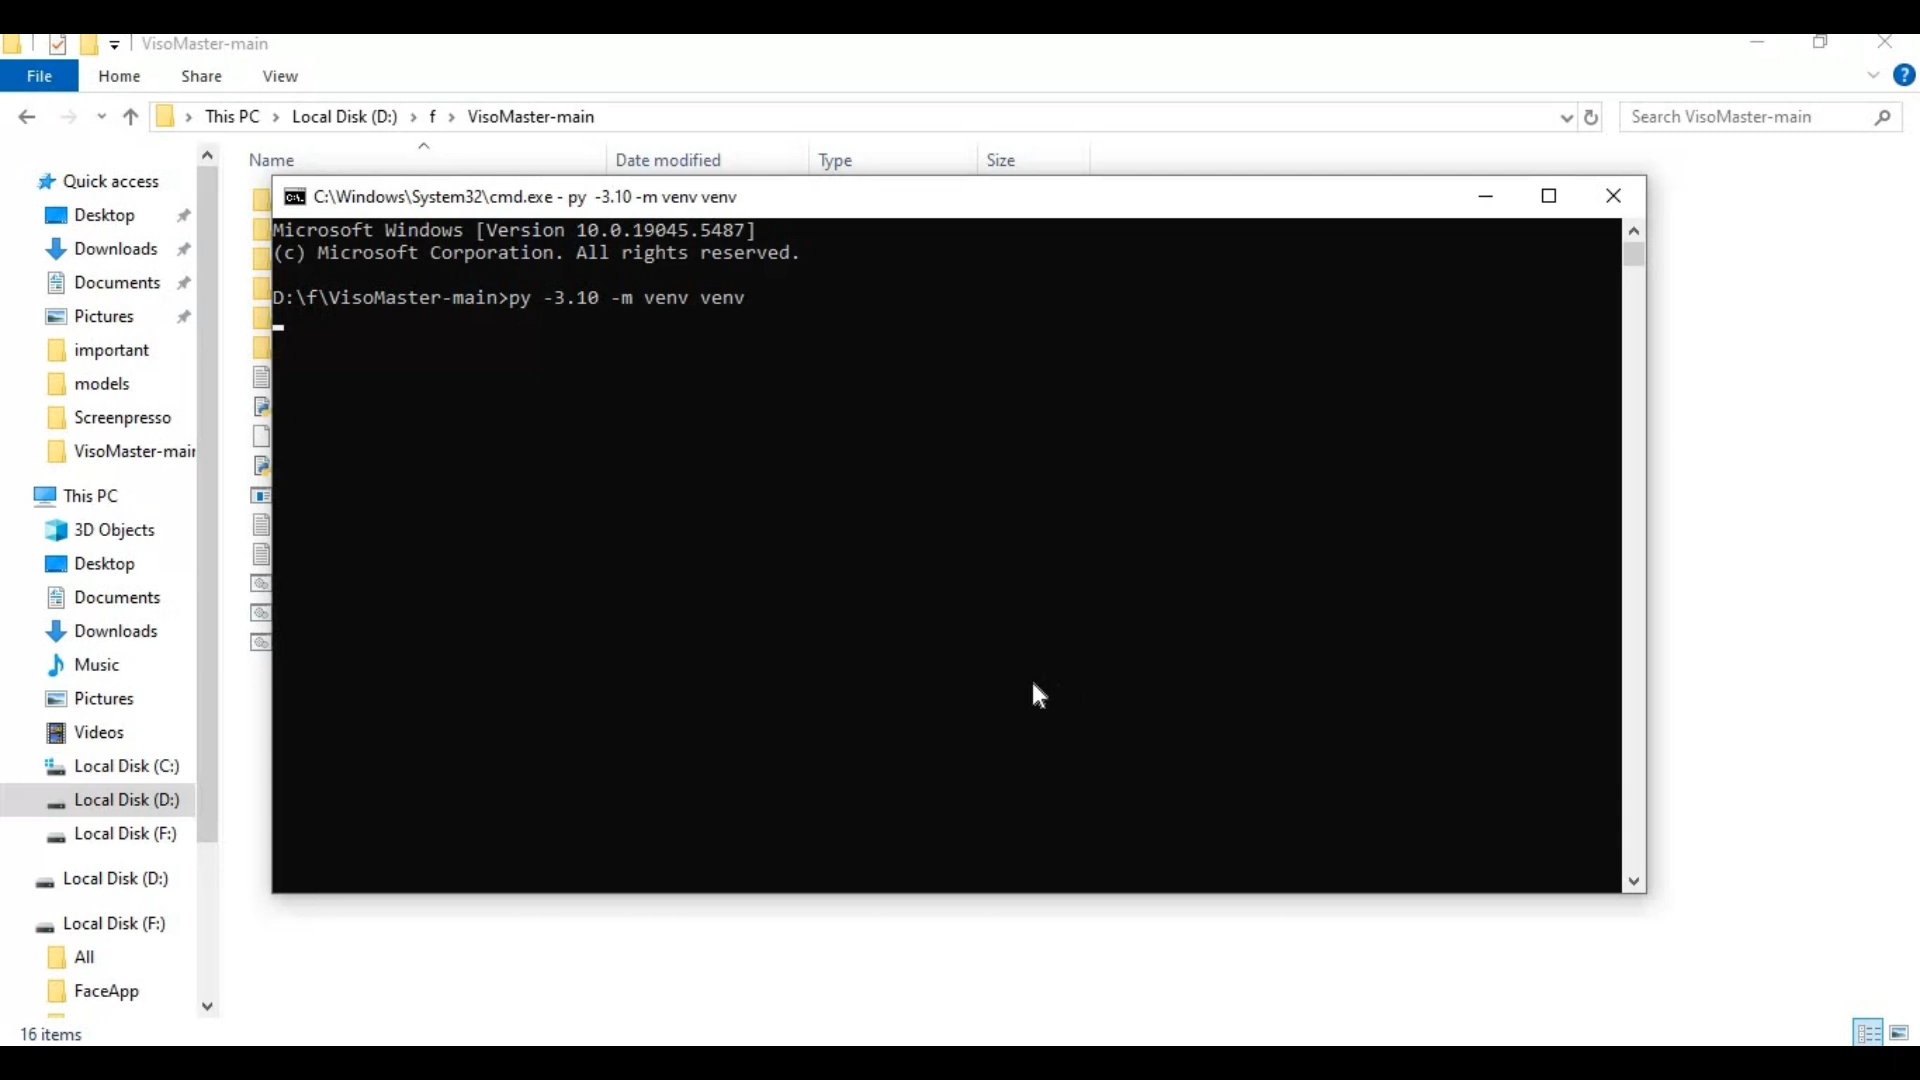 VisoMaster-main
File Home Share View
This PC > Local Disk (D:) > f > VisoMaster-main
Search VisoMaster-main
Name Date modified Type Size
Quick access
Desktop
Downloads
Documents
Pictures
important
models
Screenpresso
VisoMaster-mai
This PC
3D Objects
Desktop
Documents
Downloads
Music
Pictures
Videos
Local Disk (C:)
Local Disk (D:)
Local Disk (F:)
Local Disk (D:)
Local Disk (F:)
All
FaceApp
16 items
C:\Windows\System32\cmd.exe - py -3.10 -m venv venv
Microsoft Windows [Version 10.0.19045.5487]
(c) Microsoft Corporation. All rights reserved.
D:\f\VisoMaster-main>py -3.10 -m venv venv